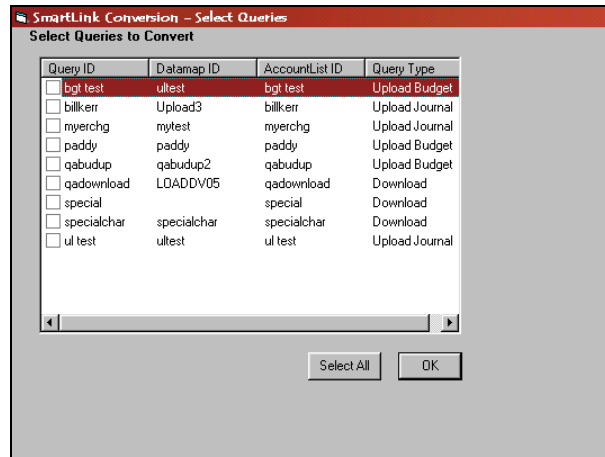 SmartLink Conversion – Select Queries
Select Queries to Convert
Query ID Datamap ID AccountList ID Query Type
bgt test ultest bgt test Upload Budget
billkerr Upload3 billkerr Upload Journal
myerchg mytest myerchg Upload Journal
paddy paddy paddy Upload Budget
qabudup qabudup2 qabudup Upload Budget
qadownload LOADDV05 qadownload Download
special special Download
specialchar specialchar specialchar Download
ul test ultest ul test Upload Journal
Select All OK